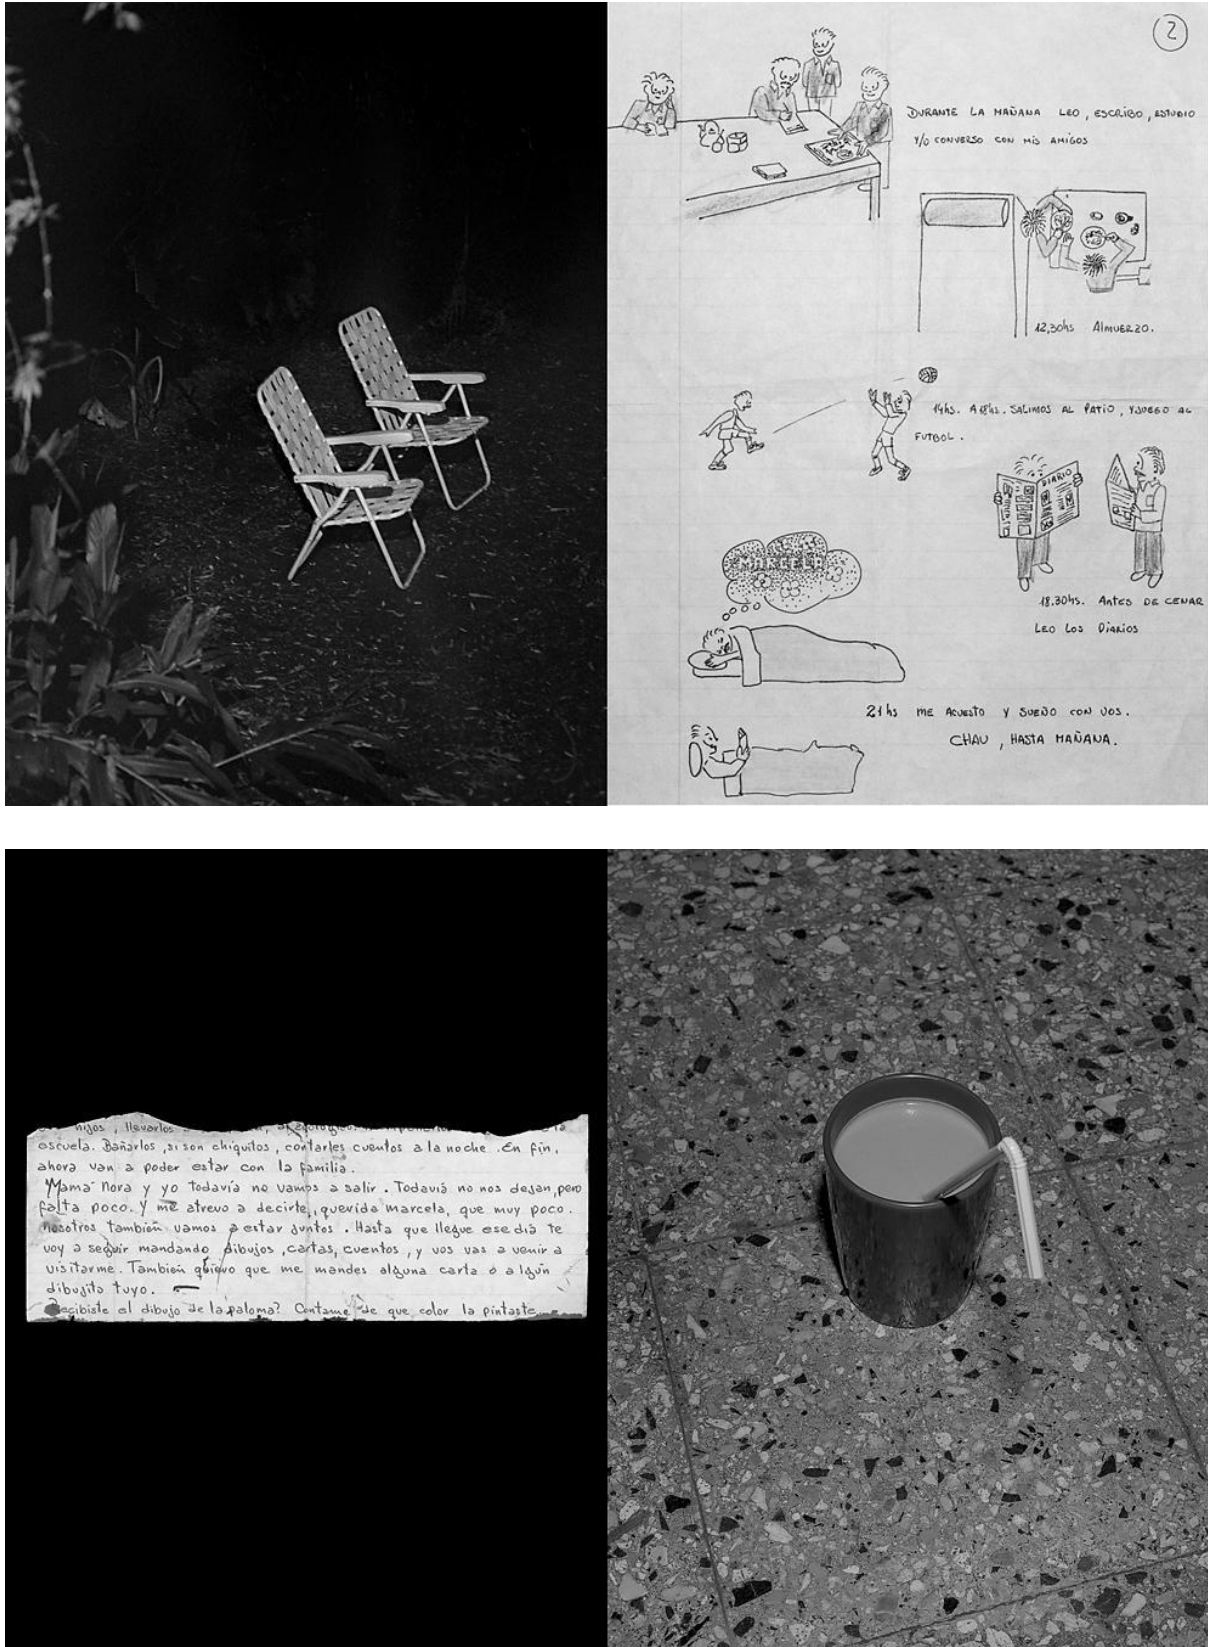 2
DURANTE LA MAÑANA LEO, ESCRIBO, ESTUDIO
Y/O CONVERSO CON MIS AMIGOS
12,30hs ALMUERZO.
14hs. A 18hs. SALIMOS AL PATIO, Y JUEGO AL
FUTBOL.
DIARIO
18.30hs. ANTES DE CENAR
LEO LOS DIARIOS
MARCELA
21hs ME ACUESTO Y SUEÑO CON VOS.
CHAU, HASTA MAÑANA.
hijos, llevarlos la
escuela. Bañarlos, si son chiquitos, contarles cuentos a la noche. En fin,
ahora van a poder estar con la familia.
Mamá Nora y yo todavía no vamos a salir. Todavía no nos dejan, pero
falta poco. Y me atrevo a decirte, querida marcela, que muy poco.
nosotros también vamos a estar juntos. Hasta que llegue ese día te
voy a seguir mandando dibujos, cartas, cuentos, y vos vas a venir a
visitarme. También quiero que me mandes alguna carta o algún
dibujito tuyo.
Recibiste el dibujo de la paloma? Contame de que color la pintaste